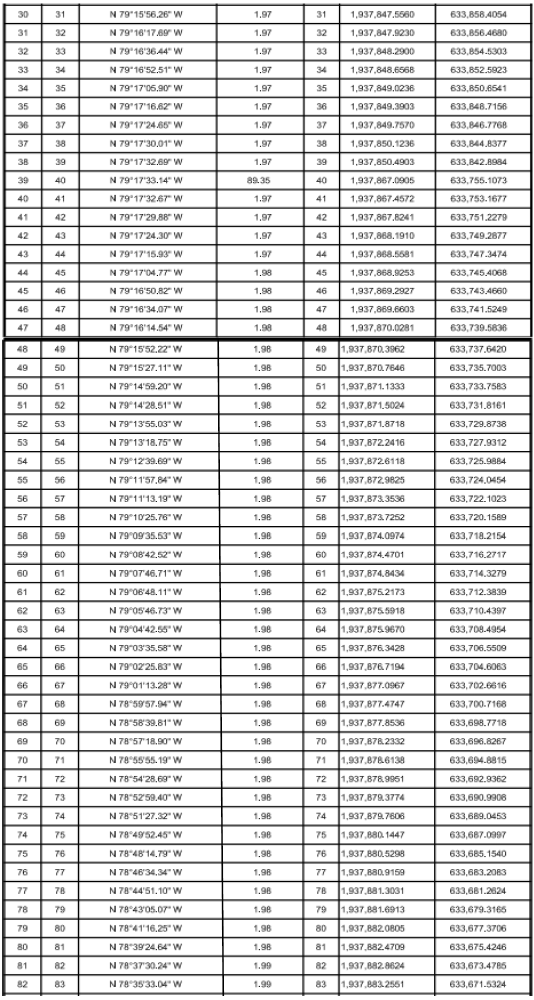 30 31 N 79°15'56.26" W 1.97 31 1,937,847.5560 633,858.4054
31 32 N 79°16'17.69" W 1.97 32 1,937,847.9230 633,856.4680
32 33 N 79°16'36.44" W 1.97 33 1,937,848.2900 633,854.5303
33 34 N 79°16'52.51" W 1.97 34 1,937,848.6568 633,852.5923
34 35 N 79°17'05.90" W 1.97 35 1,937,849.0236 633,850.6541
35 36 N 79°17'16.62" W 1.97 36 1,937,849.3903 633,848.7156
36 37 N 79°17'24.65" W 1.97 37 1,937,849.7570 633,846.7768
37 38 N 79°17'30.01" W 1.97 38 1,937,850.1236 633,844.8377
38 39 N 79°17'32.69" W 1.97 39 1,937,850.4903 633,842.8984
39 40 N 79°17'33.14" W 89.35 40 1,937,867.0905 633,755.1073
40 41 N 79°17'32.67" W 1.97 41 1,937,867.4572 633,753.1677
41 42 N 79°17'29.88" W 1.97 42 1,937,867.8241 633,751.2279
42 43 N 79°17'24.30" W 1.97 43 1,937,868.1910 633,749.2877
43 44 N 79°17'15.93" W 1.97 44 1,937,868.5581 633,747.3474
44 45 N 79°17'04.77" W 1.98 45 1,937,868.9253 633,745.4068
45 46 N 79°16'50.82" W 1.98 46 1,937,869.2927 633,743.4660
46 47 N 79°16'34.07" W 1.98 47 1,937,869.6603 633,741.5249
47 48 N 79°16'14.54" W 1.98 48 1,937,870.0281 633,739.5836
48 49 N 79°15'52.22" W 1.98 49 1,937,870.3962 633,737.6420
49 50 N 79°15'27.11" W 1.98 50 1,937,870.7646 633,735.7003
50 51 N 79°14'59.20" W 1.98 51 1,937,871.1333 633,733.7583
51 52 N 79°14'28.51" W 1.98 52 1,937,871.5024 633,731.8161
52 53 N 79°13'55.03" W 1.98 53 1,937,871.8718 633,729.8738
53 54 N 79°13'18.75" W 1.98 54 1,937,872.2416 633,727.9312
54 55 N 79°12'39.69" W 1.98 55 1,937,872.6118 633,725.9884
55 56 N 79°11'57.84" W 1.98 56 1,937,872.9825 633,724.0454
56 57 N 79°11'13.19" W 1.98 57 1,937,873.3536 633,722.1023
57 58 N 79°10'25.76" W 1.98 58 1,937,873.7252 633,720.1589
58 59 N 79°09'35.53" W 1.98 59 1,937,874.0974 633,718.2154
59 60 N 79°08'42.52" W 1.98 60 1,937,874.4701 633,716.2717
60 61 N 79°07'46.71" W 1.98 61 1,937,874.8434 633,714.3279
61 62 N 79°06'48.11" W 1.98 62 1,937,875.2173 633,712.3839
62 63 N 79°05'46.73" W 1.98 63 1,937,875.5918 633,710.4397
63 64 N 79°04'42.55" W 1.98 64 1,937,875.9670 633,708.4954
64 65 N 79°03'35.58" W 1.98 65 1,937,876.3428 633,706.5509
65 66 N 79°02'25.83" W 1.98 66 1,937,876.7194 633,704.6063
66 67 N 79°01'13.28" W 1.98 67 1,937,877.0967 633,702.6616
67 68 N 78°59'57.94" W 1.98 68 1,937,877.4747 633,700.7168
68 69 N 78°58'39.81" W 1.98 69 1,937,877.8536 633,698.7718
69 70 N 78°57'18.90" W 1.98 70 1,937,878.2332 633,696.8267
70 71 N 78°55'55.19" W 1.98 71 1,937,878.6138 633,694.8815
71 72 N 78°54'28.69" W 1.98 72 1,937,878.9951 633,692.9362
72 73 N 78°52'59.40" W 1.98 73 1,937,879.3774 633,690.9908
73 74 N 78°51'27.32" W 1.98 74 1,937,879.7606 633,689.0453
74 75 N 78°49'52.45" W 1.98 75 1,937,880.1447 633,687.0997
75 76 N 78°48'14.79" W 1.98 76 1,937,880.5298 633,685.1540
76 77 N 78°46'34.34" W 1.98 77 1,937,880.9159 633,683.2083
77 78 N 78°44'51.10" W 1.98 78 1,937,881.3031 633,681.2624
78 79 N 78°43'05.07" W 1.98 79 1,937,881.6913 633,679.3165
79 80 N 78°41'16.25" W 1.98 80 1,937,882.0805 633,677.3706
80 81 N 78°39'24.64" W 1.98 81 1,937,882.4709 633,675.4246
81 82 N 78°37'30.24" W 1.99 82 1,937,882.8624 633,673.4785
82 83 N 78°35'33.04" W 1.99 83 1,937,883.2551 633,671.5324